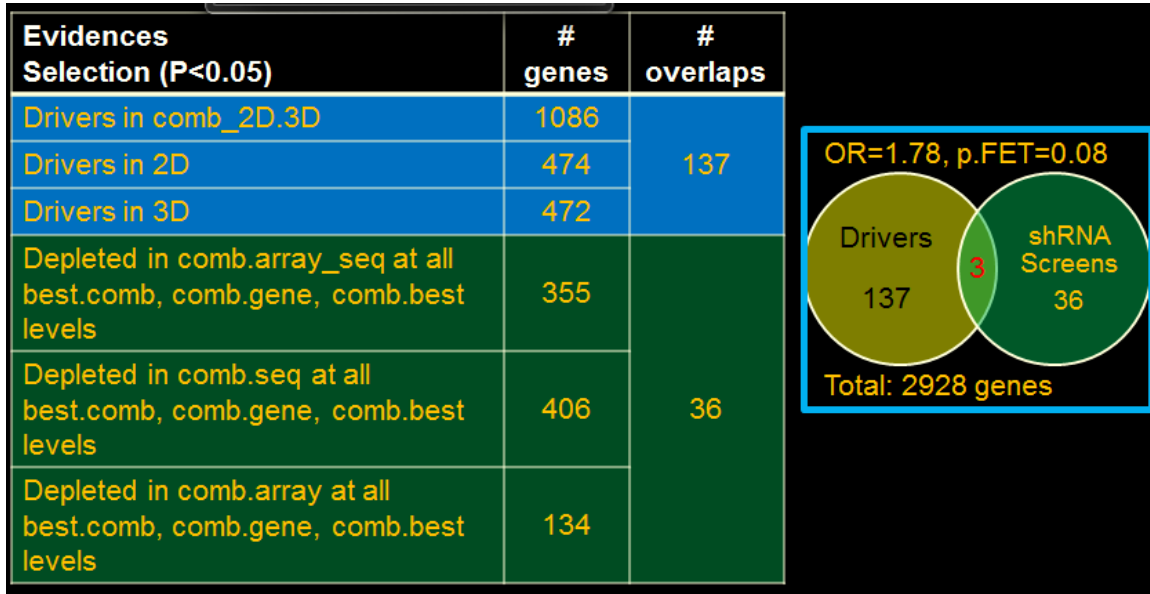 Evidences
Selection (P<0.05)
#
genes
#
overlaps
Drivers in comb_2D.3D
1086
Drivers in 2D
474
137
Drivers in 3D
472
Depleted in comb.array_seq at all
best.comb, comb.gene, comb.best
levels
355
Depleted in comb.seq at all
best.comb, comb.gene, comb.best
levels
406
36
Depleted in comb.array at all
best.comb, comb.gene, comb.best
levels
134
OR=1.78, p.FET=0.08
Drivers
137
3
shRNA
Screens
36
Total: 2928 genes